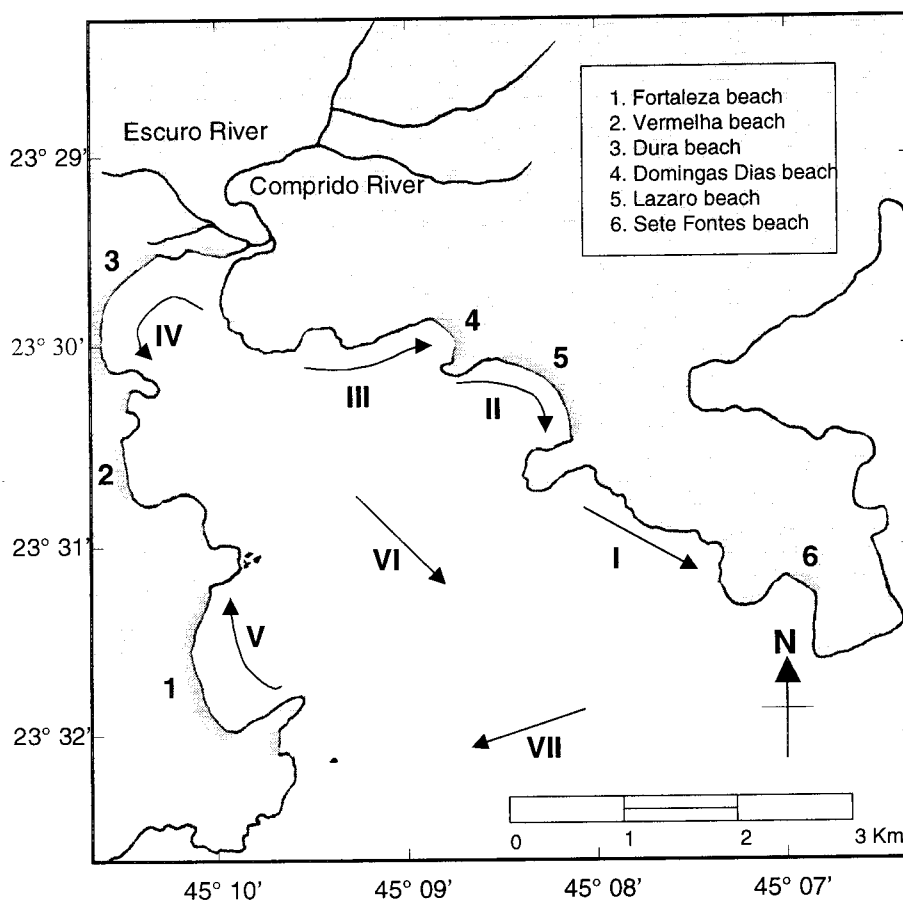 1. Fortaleza beach
2. Vermelha beach
3. Dura beach
4. Domingas Dias beach
5. Lazaro beach
6. Sete Fontes beach
Escuro River
Comprido River
23° 29'
3
4
IV
23° 30'
5
III
II
2
23° 31'
VI
I
6
V
N
1
23° 32'
VII
0 1 2 3 Km
45° 10' 45° 09' 45° 08' 45° 07'